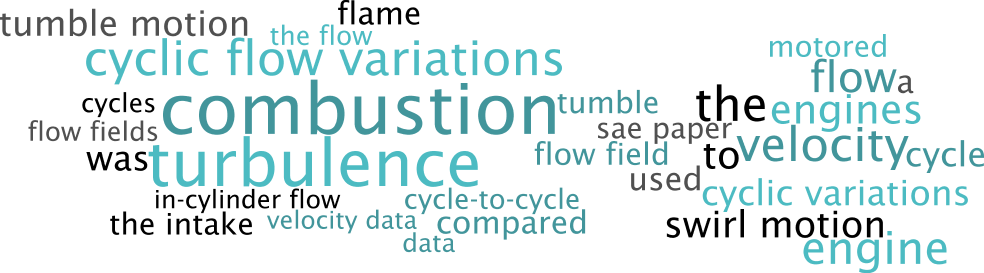 flame
tumble motion
the flow
cyclic flow variations
motored
flow a
cycles
combustion
tumble
the
engines
flow fields
sae paper
was
turbulence
flow field
to
velocity
cycle
used
cyclic variations
in-cylinder flow
cycle-to-cycle
the intake
velocity data
compared
swirl motion
data
engine